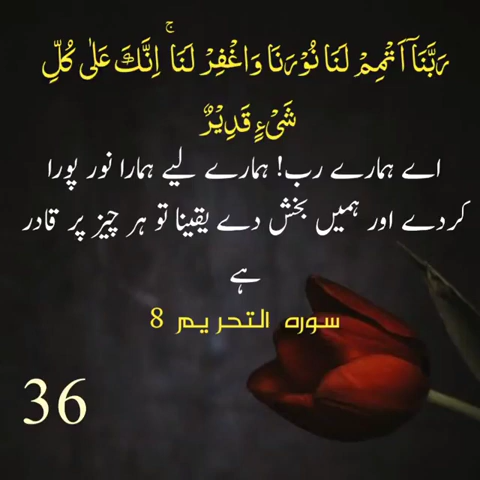 رَبَّنَاۤ اَتْمِمْ لَنَا نُوْرَنَا وَاغْفِرْ لَنَا ۚ اِنَّكَ عَلٰى كُلِّ
شَىْءٍ قَدِيْرٌ
اے ہمارے رب! ہمارے لیے ہمارا نور پورا
کردے اور ہمیں بخش دے یقینا تو ہر چیز پر قادر
ہے
سورہ التحریم 8
36